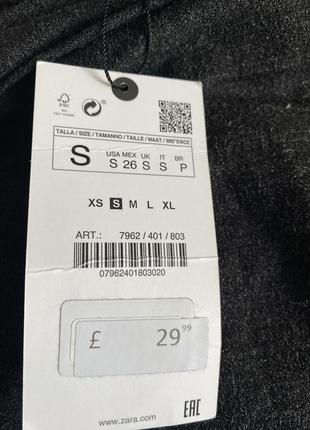 FSC
TALLA / SIZE / TAMANHO / TAILLE / MAAT / ΜΕΓΕΘΟΣ
S
USA MEX UK IT BR
S 26 S S P
XS S M L XL
ART.: 7962 / 401 / 803
07962401803020
£ 29.99
www.zara.com
EAC